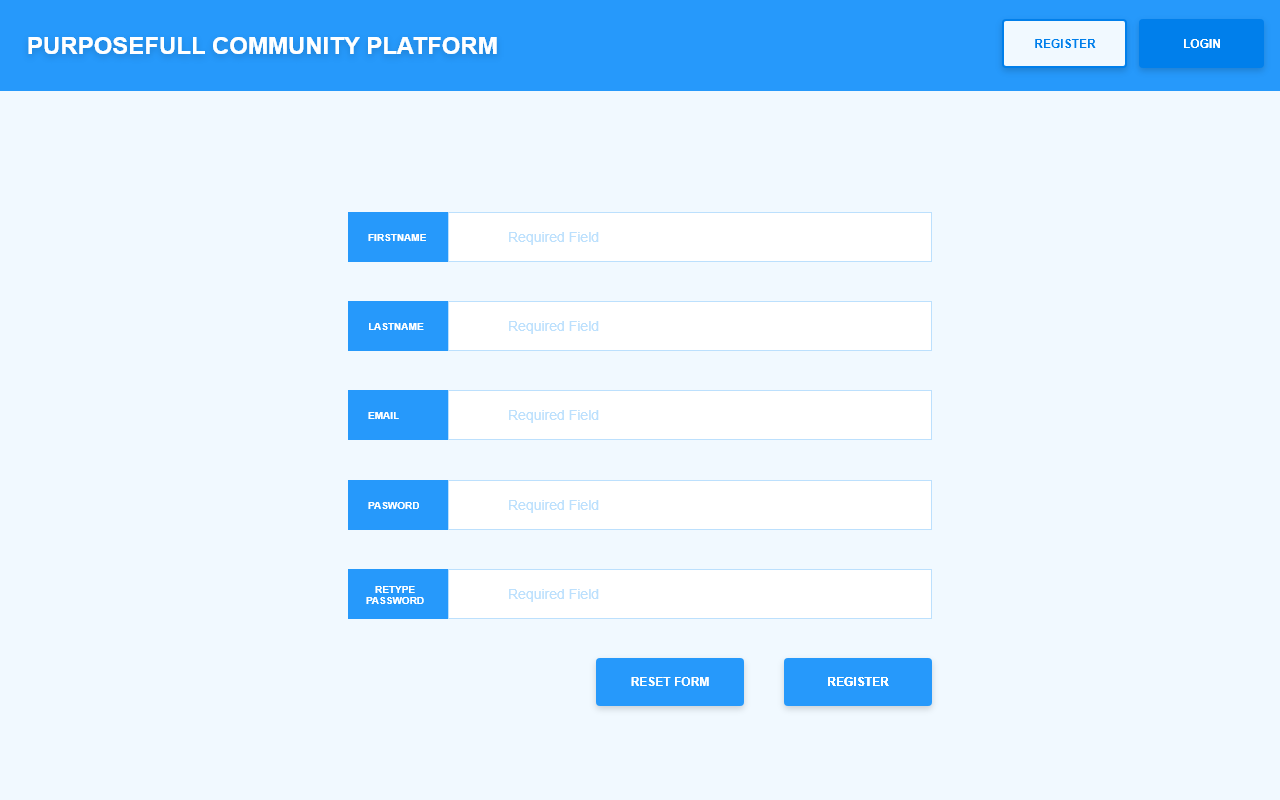 PURPOSEFULL COMMUNITY PLATFORM
REGISTER
LOGIN
FIRSTNAME
Required Field
LASTNAME
Required Field
EMAIL
Required Field
PASWORD
Required Field
RETYPE
PASSWORD
Required Field
RESET FORM
REGISTER